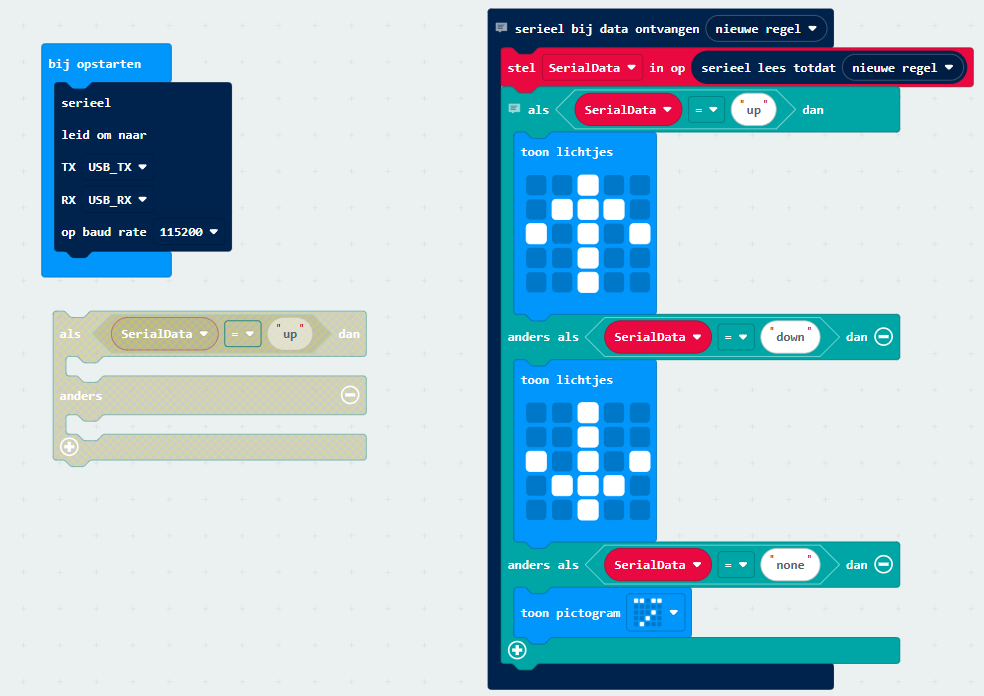 bij opstarten
serieel
leid om naar
TX USB_TX
RX USB_RX
op baud rate 115200
als SerialData = "up" dan
anders
serieel bij data ontvangen nieuwe regel
stel SerialData in op serieel lees totdat nieuwe regel
als SerialData = "up" dan
toon lichtjes
anders als SerialData = "down" dan
toon lichtjes
anders als SerialData = "none" dan
toon pictogram